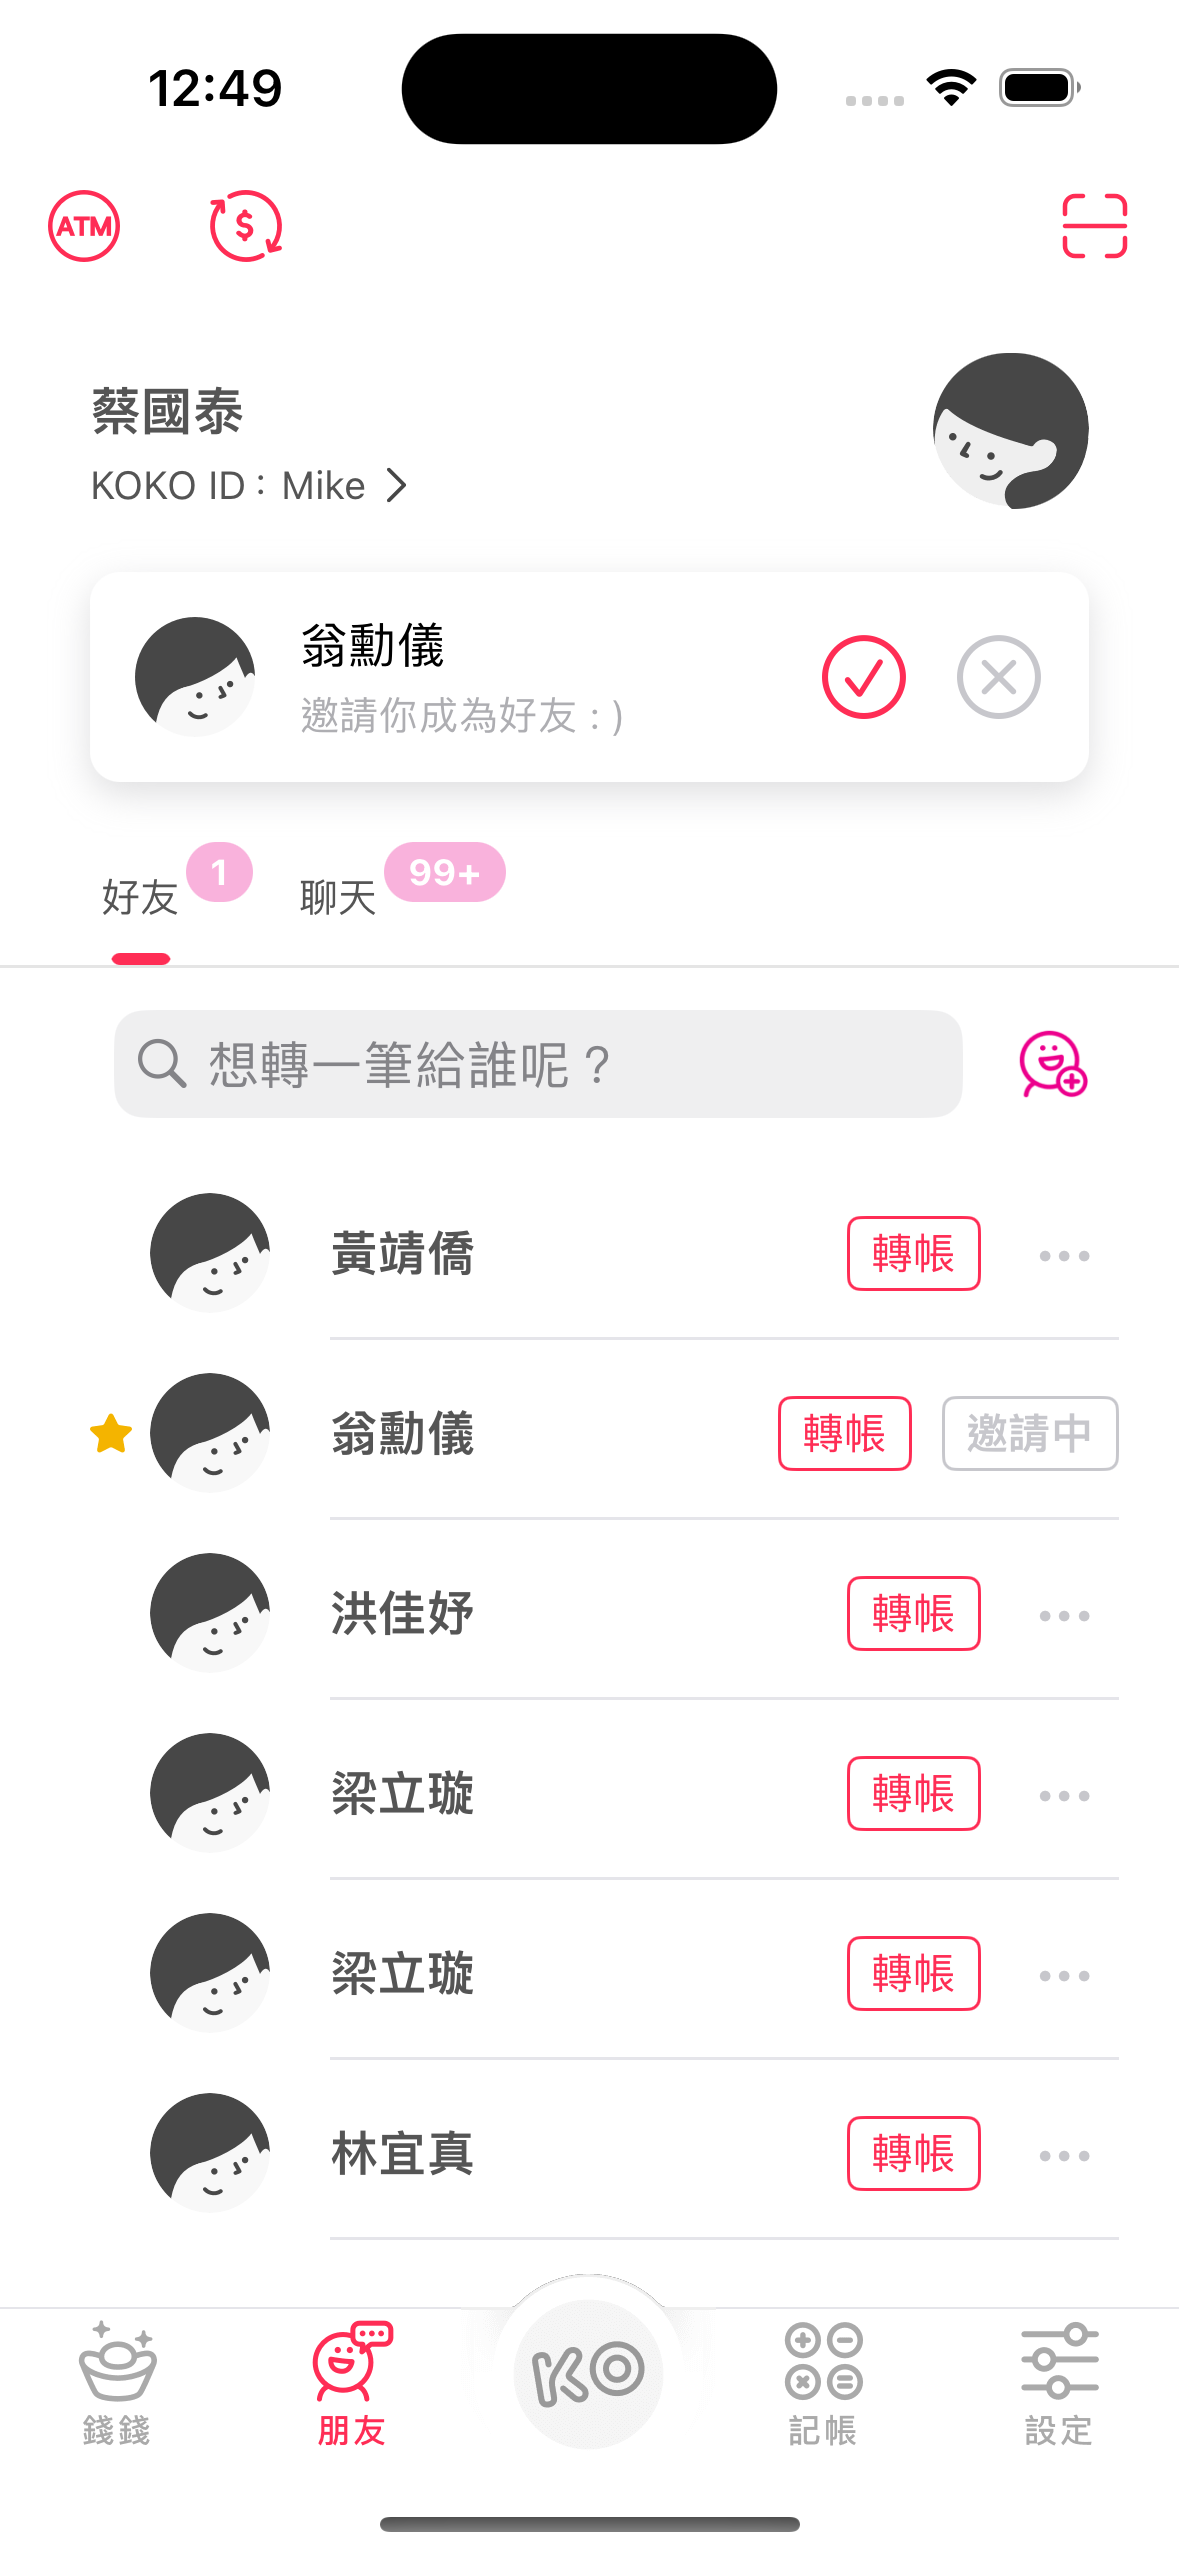 12:49
ATM
$
蔡國泰
KOKO ID : Mike
翁勳儀
邀請你成為好友 : )
好友 1 聊天 99+
想轉一筆給誰呢？
黃靖僑 轉帳
翁勳儀 轉帳 邀請中
洪佳妤 轉帳
梁立璇 轉帳
梁立璇 轉帳
林宜真 轉帳
錢錢 朋友 KO 記帳 設定